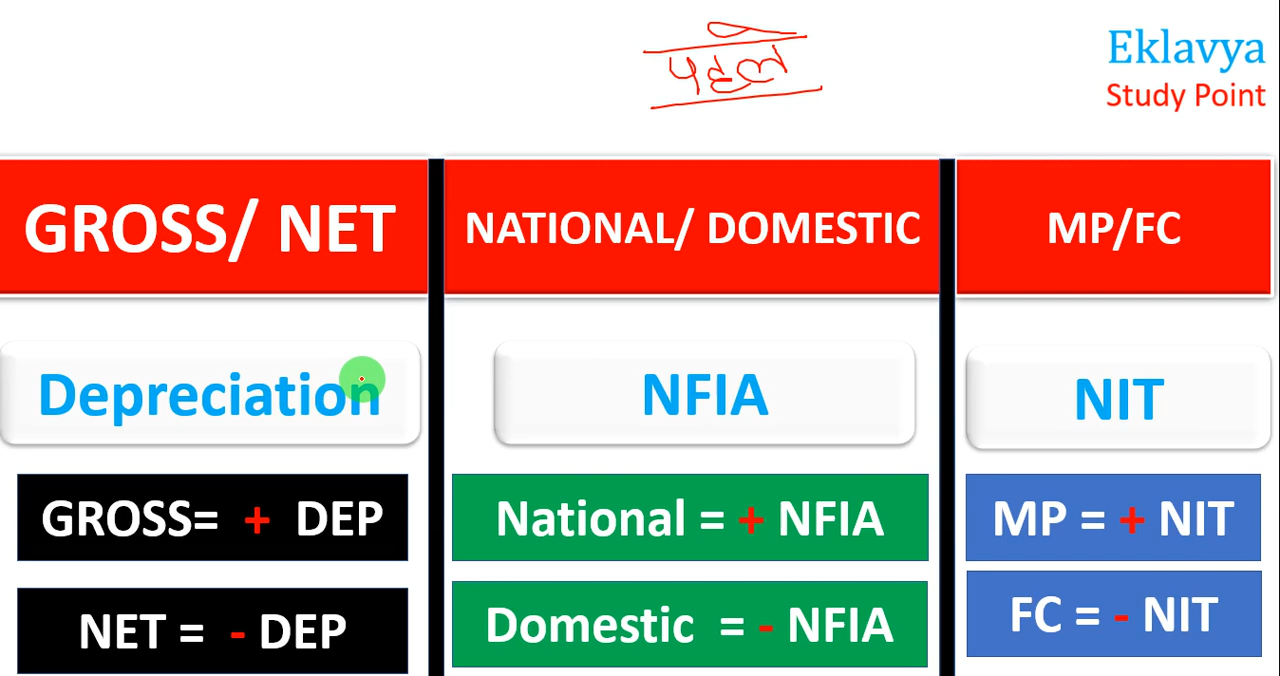 पहले
Eklavya
Study Point
GROSS/ NET
NATIONAL/ DOMESTIC
MP/FC
Depreciation
NFIA
NIT
GROSS= + DEP
National = + NFIA
MP = + NIT
NET = - DEP
Domestic = - NFIA
FC = - NIT